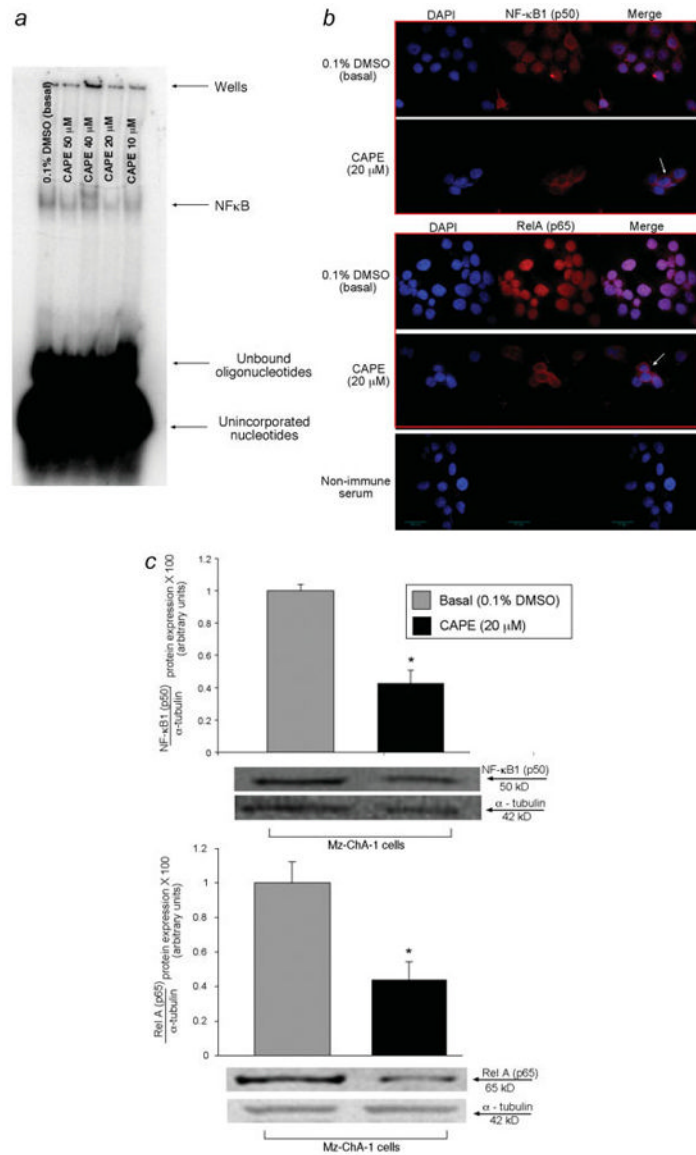 a
0.1% DMSO (basal)
CAPE 50 μM
CAPE 40 μM
CAPE 20 μM
CAPE 10 μM
Wells
NFκB
Unbound
oligonucleotides
Unincorporated
nucleotides
b
DAPI NF-κB1 (p50) Merge
0.1% DMSO
(basal)
CAPE
(20 μM)
DAPI RelA (p65) Merge
0.1% DMSO
(basal)
CAPE
(20 μM)
Non-immune
serum
c
NF-κB1 (p50)
α-tubulin
protein expression X 100
(arbitrary units)
1.2
1
0.8
0.6
0.4
0.2
0
*
Basal (0.1% DMSO)
CAPE (20 μM)
NF-κB1 (p50)
50 kD
α - tubulin
42 kD
Mz-ChA-1 cells
Rel A (p65)
α-tubulin
protein expression X 100
(arbitrary units)
1.2
1
0.8
0.6
0.4
0.2
0
*
Rel A (p65)
65 kD
α - tubulin
42 kD
Mz-ChA-1 cells